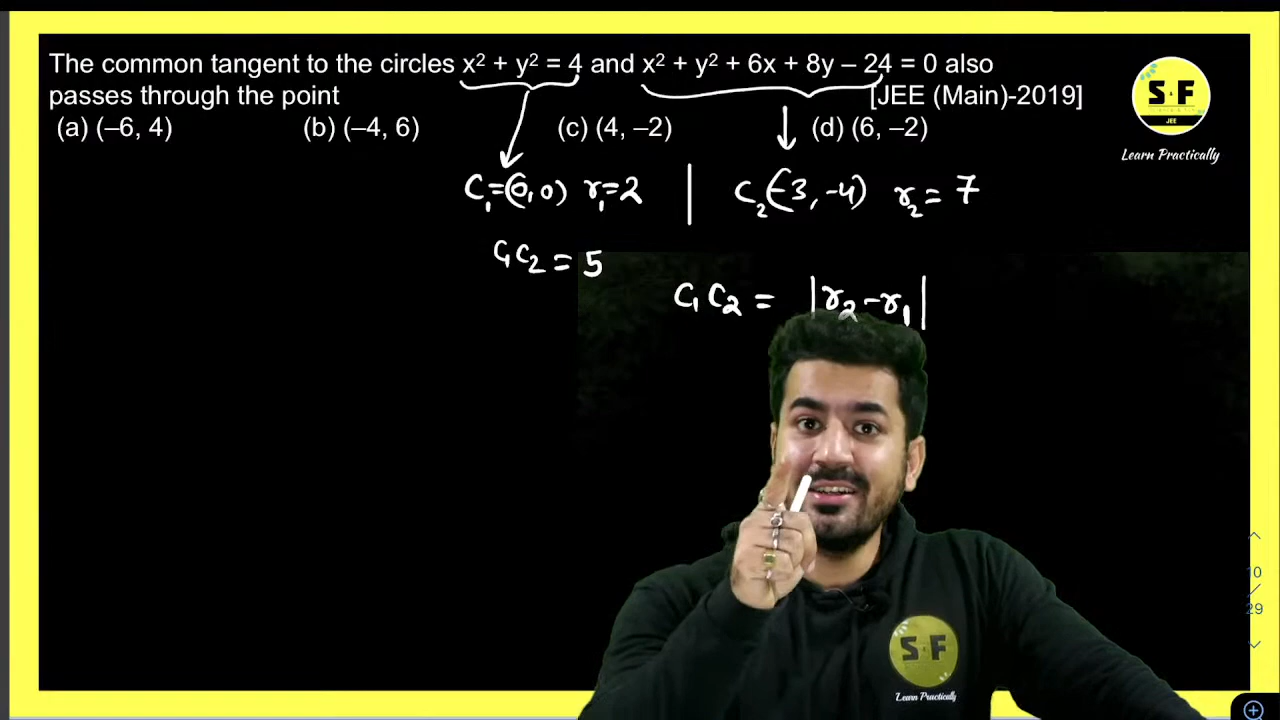 The common tangent to the circles x² + y² = 4 and x² + y² + 6x + 8y – 24 = 0 also
passes through the point [JEE (Main)-2019]
(a) (–6, 4) (b) (–4, 6) (c) (4, –2) (d) (6, –2)
S&F
JEE
Learn Practically
C₁=(0,0) r₁=2 | C₂(-3, -4) r₂ = 7
C₁C₂ = 5
C₁C₂ = |r₂-r₁|
S&F
Learn Practically
10
/
29